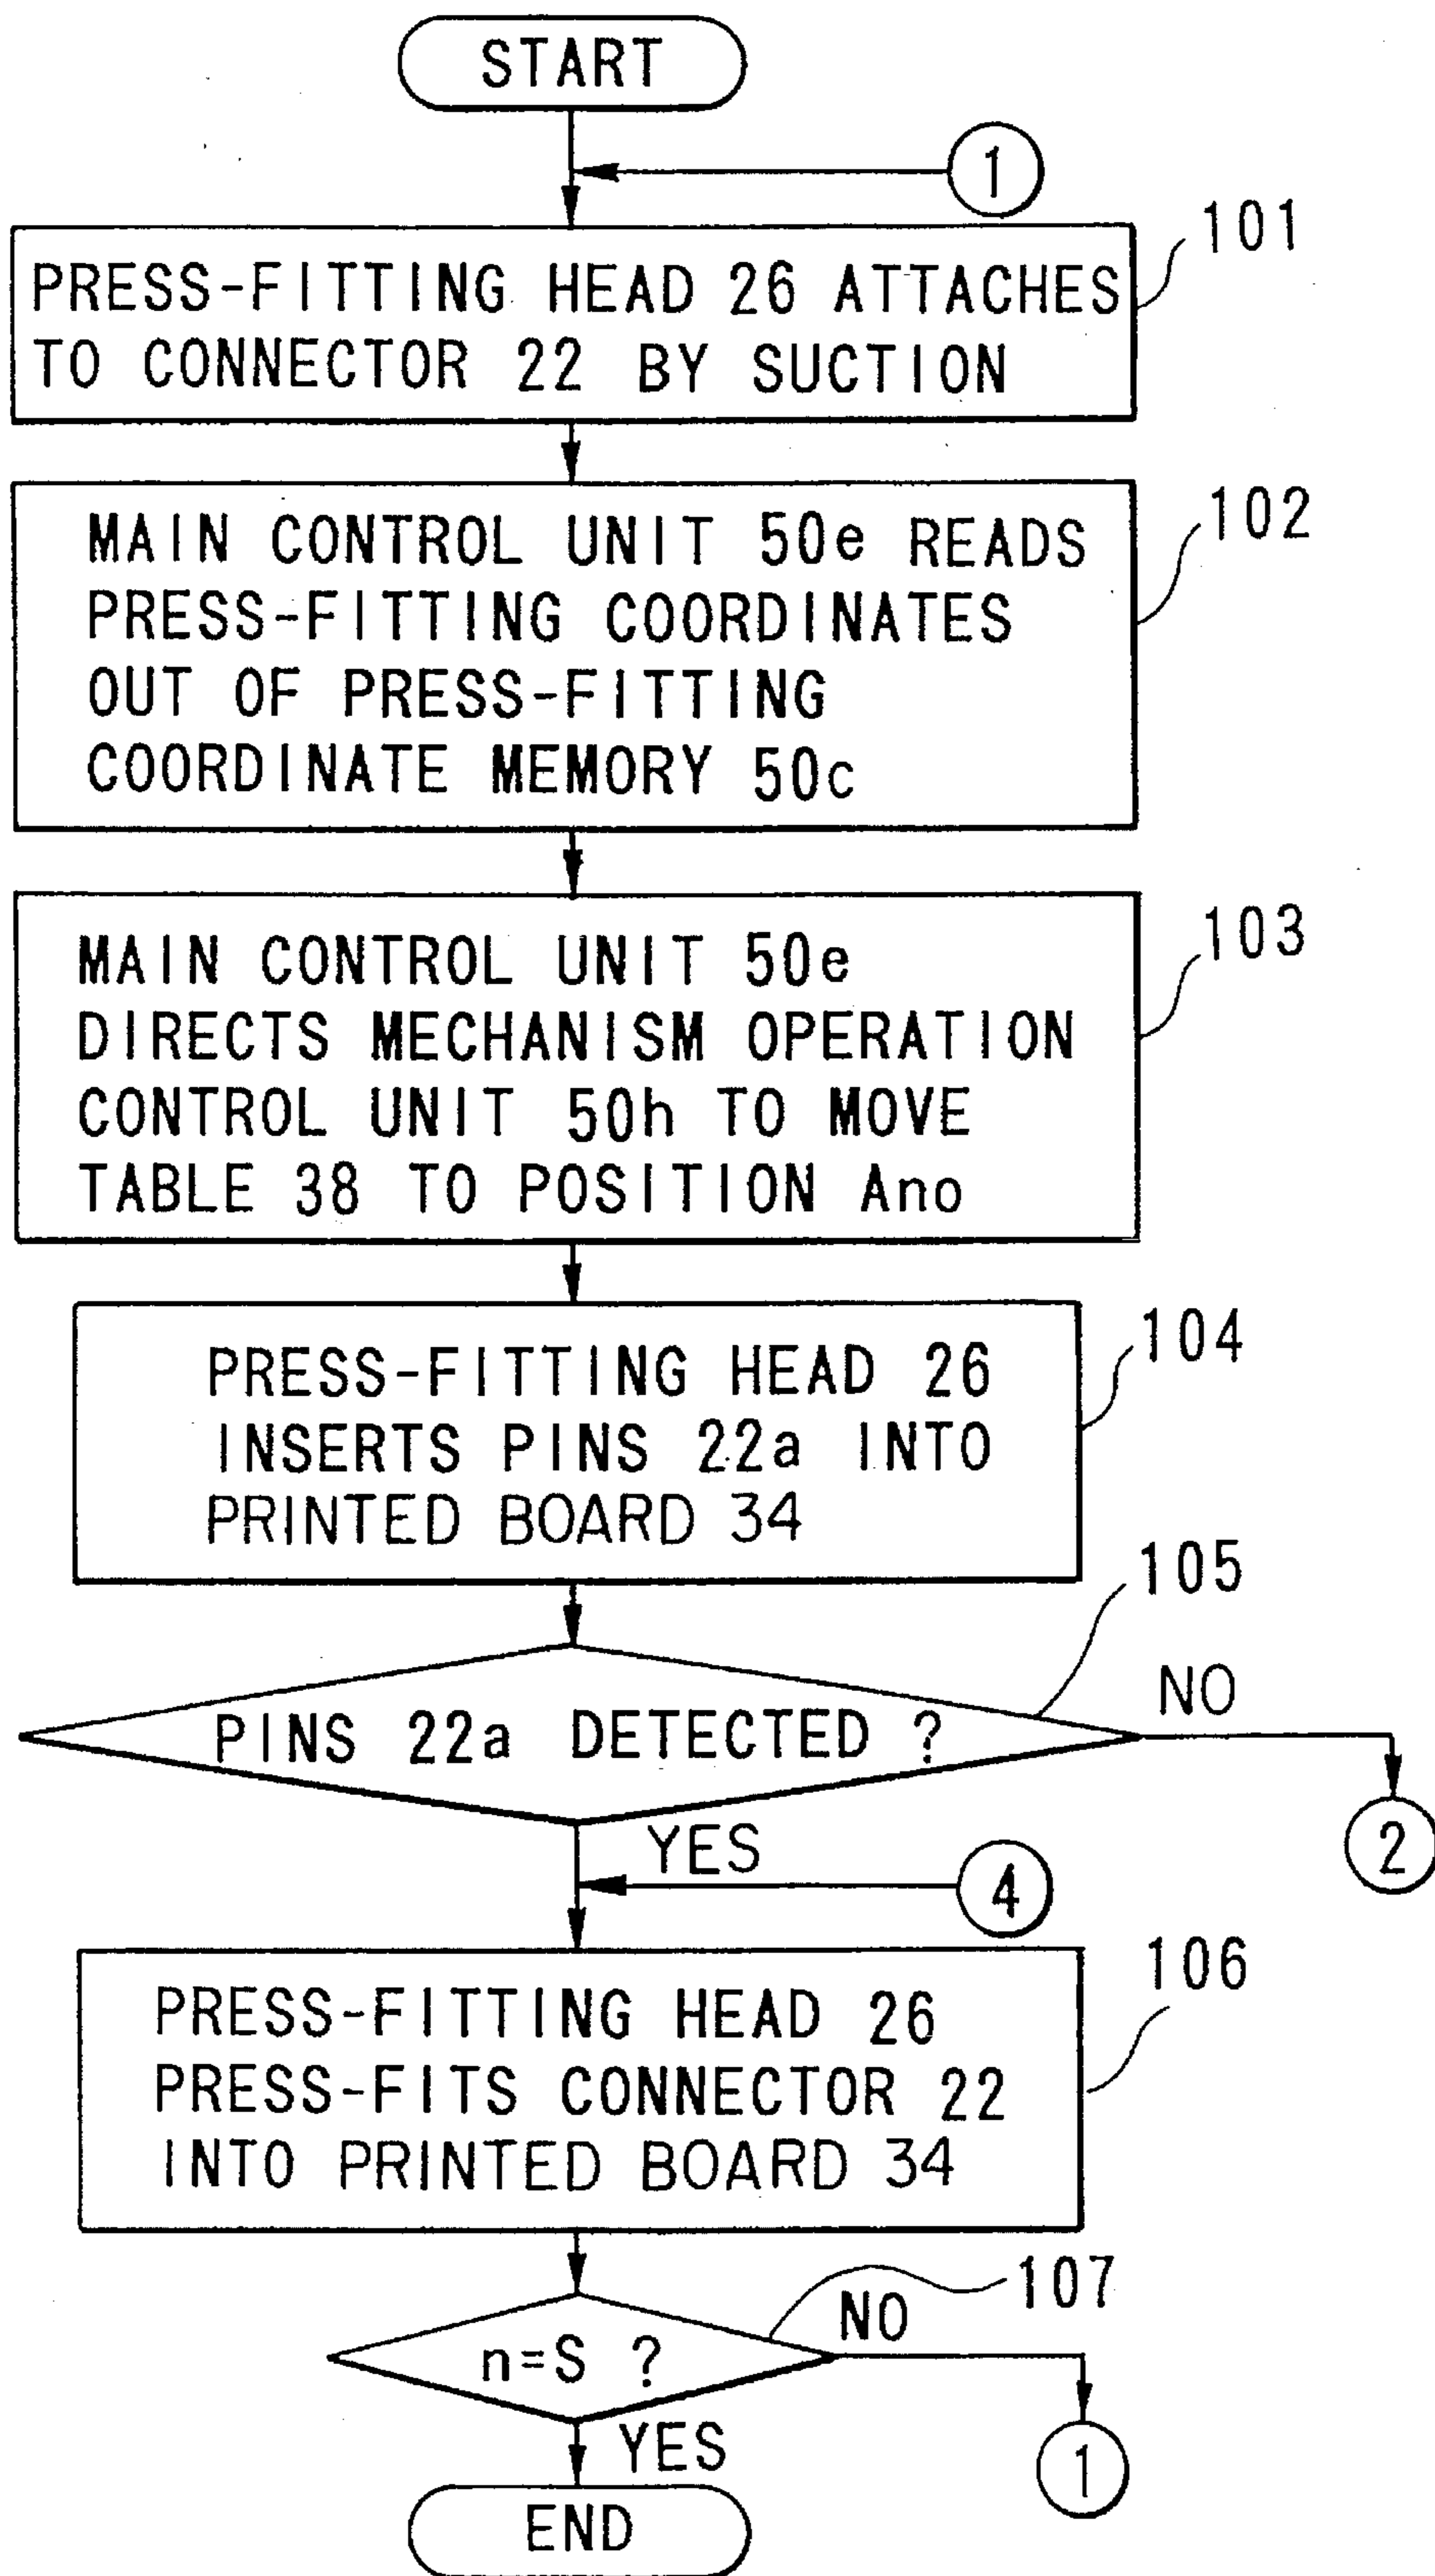 START
1
101
PRESS-FITTING HEAD 26 ATTACHES
TO CONNECTOR 22 BY SUCTION
102
MAIN CONTROL UNIT 50e READS
PRESS-FITTING COORDINATES
OUT OF PRESS-FITTING
COORDINATE MEMORY 50c
103
MAIN CONTROL UNIT 50e
DIRECTS MECHANISM OPERATION
CONTROL UNIT 50h TO MOVE
TABLE 38 TO POSITION Ano
104
PRESS-FITTING HEAD 26
INSERTS PINS 22a INTO
PRINTED BOARD 34
105
PINS 22a DETECTED ?
NO
2
YES
4
106
PRESS-FITTING HEAD 26
PRESS-FITS CONNECTOR 22
INTO PRINTED BOARD 34
107
n=S ?
NO
1
YES
END